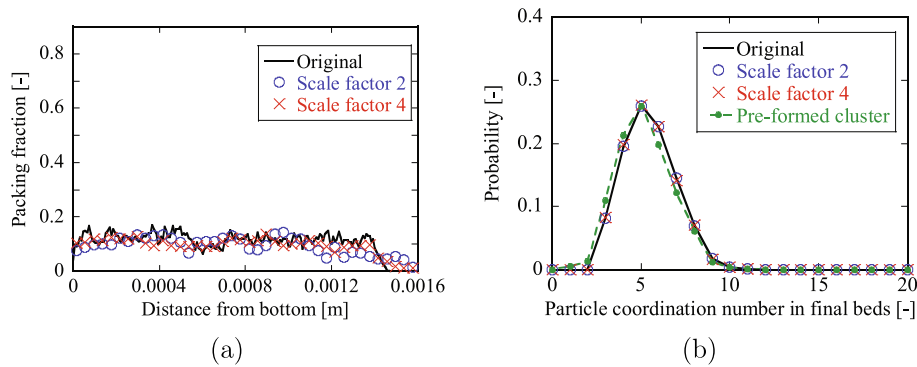 0.8
0.6
0.4
0.2
0
Packing fraction [-]
Original
Scale factor 2
Scale factor 4
0
0.0004
0.0008
0.0012
0.0016
Distance from bottom [m]
(a)
0.4
0.3
0.2
0.1
0
Probability [-]
Original
Scale factor 2
Scale factor 4
Pre-formed cluster
0
5
10
15
20
Particle coordination number in final beds [-]
(b)